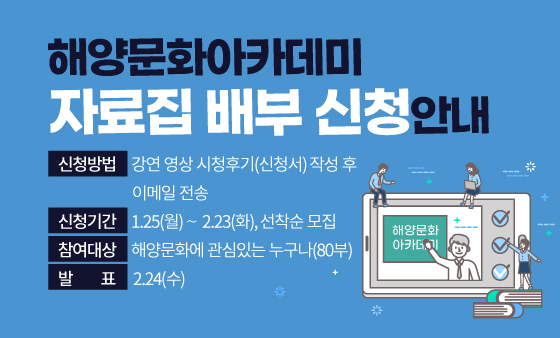 해양문화아카데미
자료집 배부 신청안내
신청방법 강연 영상 시청후기(신청서) 작성 후
이메일 전송
신청기간 1.25(월) ~ 2.23(화), 선착순 모집
참여대상 해양문화에 관심있는 누구나(80부)
발 표 2.24(수)
해양문화
아카데미